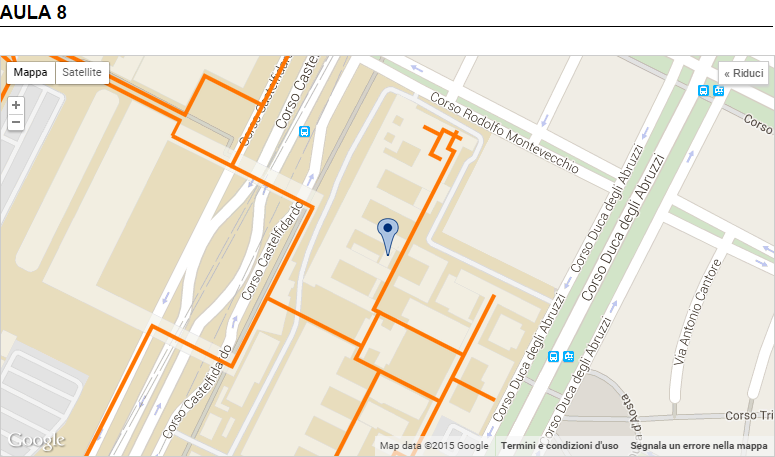 AULA 8
Mappa
Satellite
« Riduci
+
−
Corso Castelfidardo
Corso Caste
Corso Rodolfo Montevecchio
Corso Duca degli Abruzzi
Corso Duca degli Abruzzi
Corso
Corso Castelfidardo
Via Antonio Cantore
Corso Duca degli Abruzzi
Corso Duca degli Abruzzi
Corso Castelfidardo
d'Aosta
Corso Tri
Google
Map data ©2015 Google
Termini e condizioni d'uso
Segnala un errore nella mappa